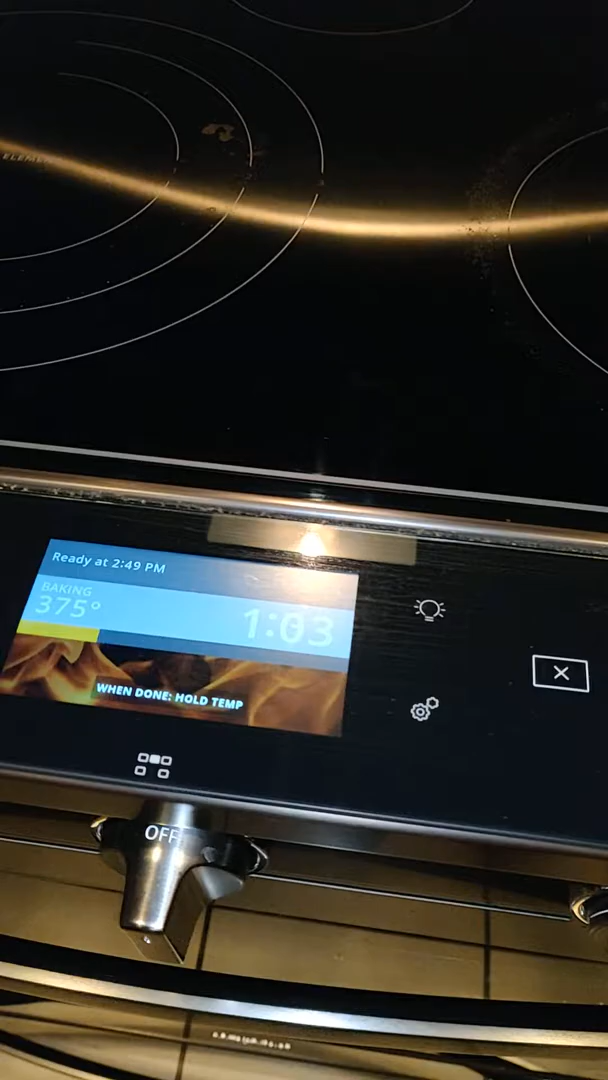 Ready at 2:49 PM
BAKING
375°
1:03
WHEN DONE: HOLD TEMP
OFF